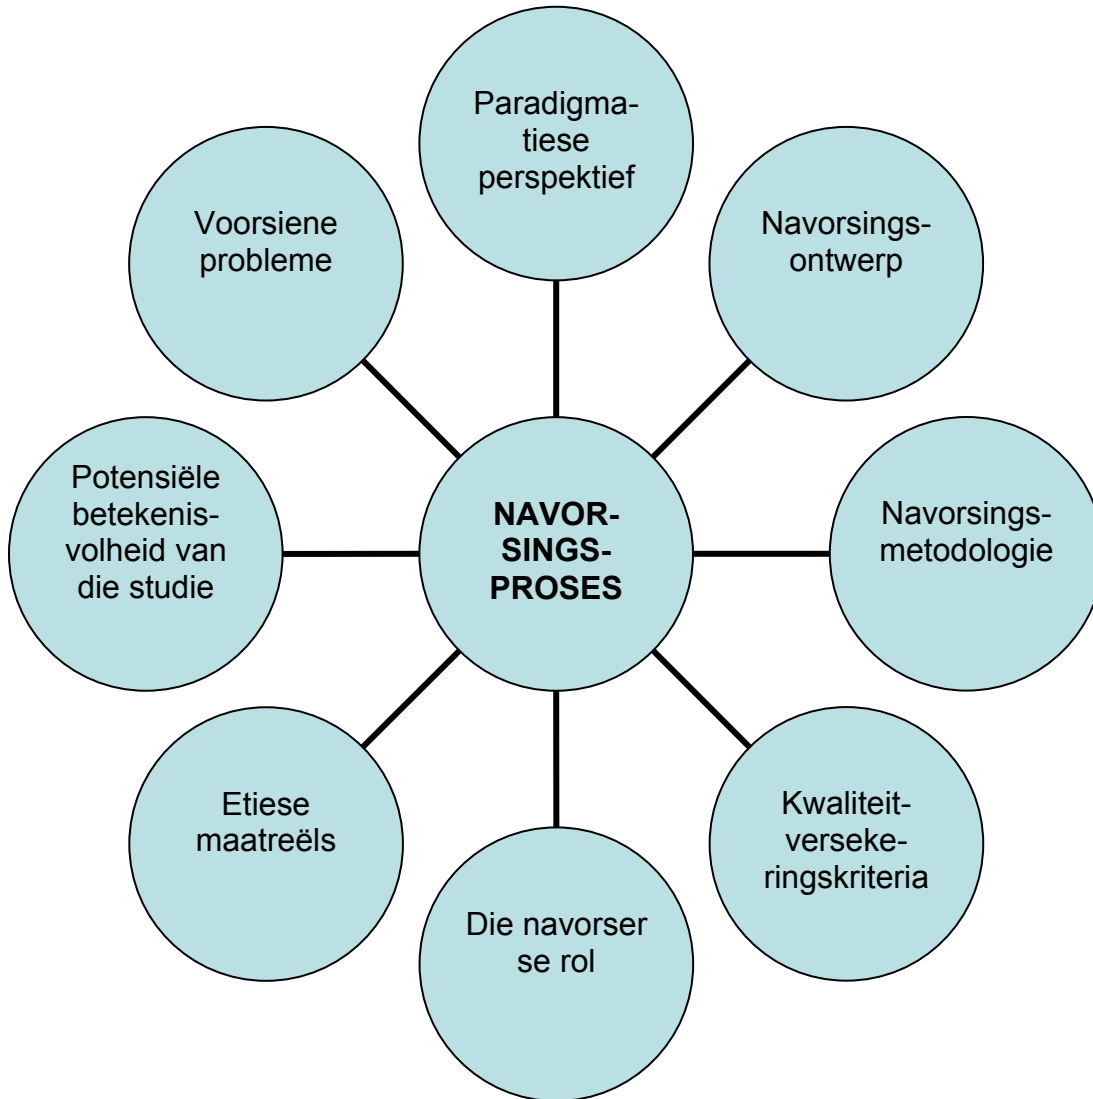 Paradigma-
tiese
perspektief
Navorsings-
ontwerp
Navorsings-
metodologie
Kwaliteit-
verseke-
ringskriteria
Die navorser
se rol
Etiese
maatreëls
Potensiële
betekenis-
volheid van
die studie
Voorsiene
probleme
NAVOR-
SINGS-
PROSES